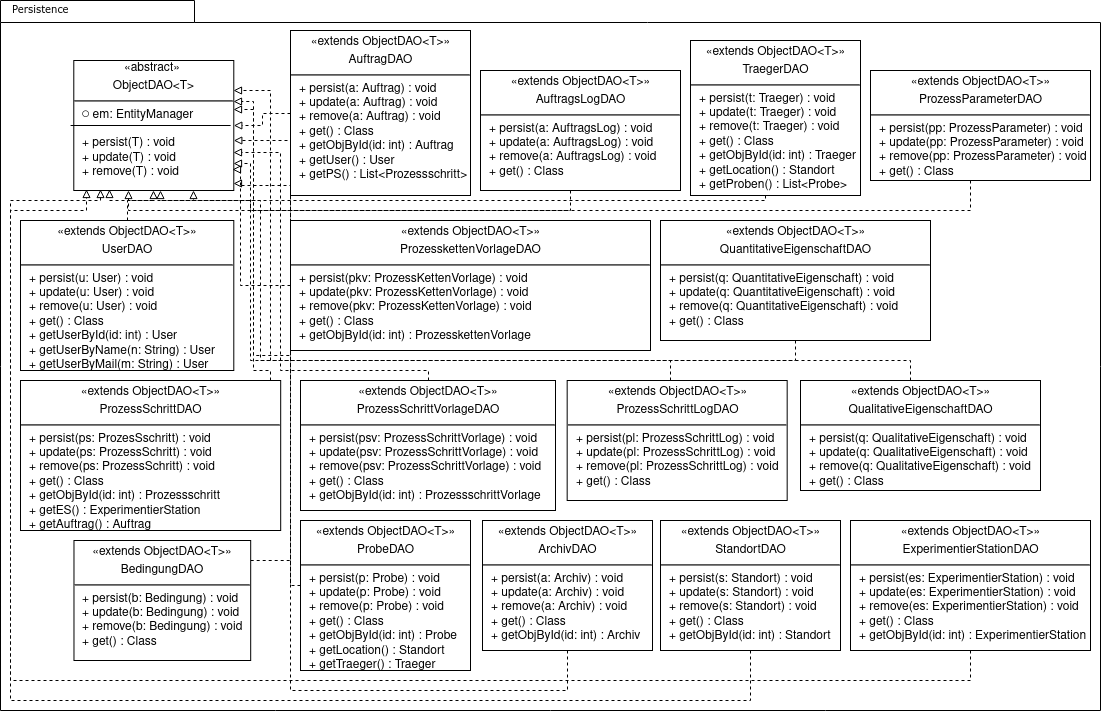 Persistence
«abstract»
ObjectDAO<T>
em: EntityManager
+ persist(T) : void
+ update(T) : void
+ remove(T) : void
«extends ObjectDAO<T>»
AuftragDAO
+ persist(a: Auftrag) : void
+ update(a: Auftrag) : void
+ remove(a: Auftrag) : void
+ get() : Class
+ getObjById(id: int) : Auftrag
+ getUser() : User
+ getPS() : List<Prozessschritt>
«extends ObjectDAO<T>»
AuftragsLogDAO
+ persist(a: AuftragsLog) : void
+ update(a: AuftragsLog) : void
+ remove(a: AuftragsLog) : void
+ get() : Class
«extends ObjectDAO<T>»
TraegerDAO
+ persist(t: Traeger) : void
+ update(t: Traeger) : void
+ remove(t: Traeger) : void
+ get() : Class
+ getObjById(id: int) : Traeger
+ getLocation() : Standort
+ getProben() : List<Probe>
«extends ObjectDAO<T>»
ProzessParameterDAO
+ persist(pp: ProzessParameter) : void
+ update(pp: ProzessParameter) : void
+ remove(pp: ProzessParameter) : void
+ get() : Class
«extends ObjectDAO<T>»
UserDAO
+ persist(u: User) : void
+ update(u: User) : void
+ remove(u: User) : void
+ get() : Class
+ getUserById(id: int) : User
+ getUserByName(n: String) : User
+ getUserByMail(m: String) : User
«extends ObjectDAO<T>»
ProzesskettenVorlageDAO
+ persist(pkv: ProzessKettenVorlage) : void
+ update(pkv: ProzessKettenVorlage) : void
+ remove(pkv: ProzessKettenVorlage) : void
+ get() : Class
+ getObjById(id: int) : ProzesskettenVorlage
«extends ObjectDAO<T>»
QuantitativeEigenschaftDAO
+ persist(q: QuantitativeEigenschaft) : void
+ update(q: QuantitativeEigenschaft) : void
+ remove(q: QuantitativeEigenschaft) : void
+ get() : Class
«extends ObjectDAO<T>»
ProzessSchrittDAO
+ persist(ps: ProzesSschritt) : void
+ update(ps: ProzessSchritt) : void
+ remove(ps: ProzessSchritt) : void
+ get() : Class
+ getObjById(id: int) : Prozessschritt
+ getES() : ExperimentierStation
+ getAuftrag() : Auftrag
«extends ObjectDAO<T>»
ProzessSchrittVorlageDAO
+ persist(psv: ProzessSchrittVorlage) : void
+ update(psv: ProzessSchrittVorlage) : void
+ remove(psv: ProzessSchrittVorlage) : void
+ get() : Class
+ getObjById(id: int) : ProzessschrittVorlage
«extends ObjectDAO<T>»
ProzessSchrittLogDAO
+ persist(pl: ProzessSchrittLog) : void
+ update(pl: ProzessSchrittLog) : void
+ remove(pl: ProzessSchrittLog) : void
+ get() : Class
«extends ObjectDAO<T>»
QualitativeEigenschaftDAO
+ persist(q: QualitativeEigenschaft) : void
+ update(q: QualitativeEigenschaft) : void
+ remove(q: QualitativeEigenschaft) : void
+ get() : Class
«extends ObjectDAO<T>»
BedingungDAO
+ persist(b: Bedingung) : void
+ update(b: Bedingung) : void
+ remove(b: Bedingung) : void
+ get() : Class
«extends ObjectDAO<T>»
ProbeDAO
+ persist(p: Probe) : void
+ update(p: Probe) : void
+ remove(p: Probe) : void
+ get() : Class
+ getObjById(id: int) : Probe
+ getLocation() : Standort
+ getTraeger() : Traeger
«extends ObjectDAO<T>»
ArchivDAO
+ persist(a: Archiv) : void
+ update(a: Archiv) : void
+ remove(a: Archiv) : void
+ get() : Class
+ getObjById(id: int) : Archiv
«extends ObjectDAO<T>»
StandortDAO
+ persist(s: Standort) : void
+ update(s: Standort) : void
+ remove(s: Standort) : void
+ get() : Class
+ getObjById(id: int) : Standort
«extends ObjectDAO<T>»
ExperimentierStationDAO
+ persist(es: ExperimentierStation) : void
+ update(es: ExperimentierStation) : void
+ remove(es: ExperimentierStation) : void
+ get() : Class
+ getObjById(id: int) : ExperimentierStation